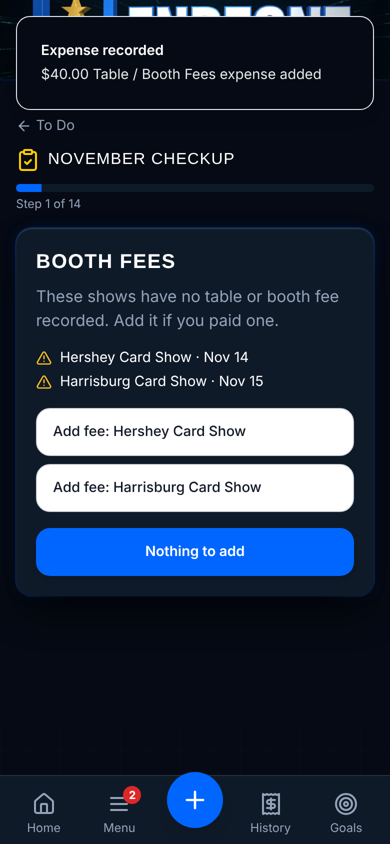 Expense recorded
$40.00 Table / Booth Fees expense added
To Do
NOVEMBER CHECKUP
Step 1 of 14
BOOTH FEES
These shows have no table or booth fee
recorded. Add it if you paid one.
Hershey Card Show · Nov 14
Harrisburg Card Show · Nov 15
Add fee: Hershey Card Show
Add fee: Harrisburg Card Show
Nothing to add
2
Home
Menu
History
Goals